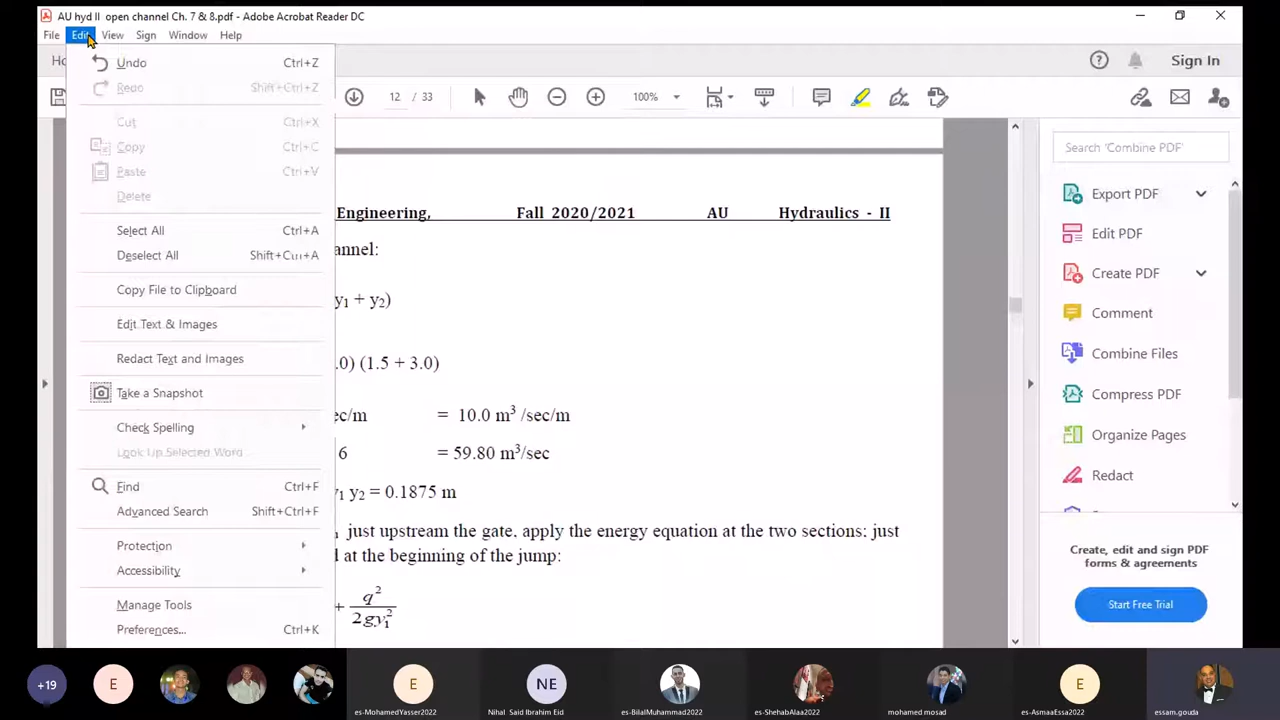 AU hyd II open channel Ch. 7 & 8.pdf - Adobe Acrobat Reader DC
File Edit View Sign Window Help
Ho
Sign In
12 / 33
100%
Undo Ctrl+Z
Redo Shift+Ctrl+Z
Cut Ctrl+X
Copy Ctrl+C
Paste Ctrl+V
Delete
Select All Ctrl+A
Deselect All Shift+Ctrl+A
Copy File to Clipboard
Edit Text & Images
Redact Text and Images
Take a Snapshot
Check Spelling
Look Up Selected Word...
Find Ctrl+F
Advanced Search Shift+Ctrl+F
Protection
Accessibility
Manage Tools
Preferences... Ctrl+K
Engineering, Fall 2020/2021 AU Hydraulics - II
annel:
y₁ + y₂)
.0) (1.5 + 3.0)
ec/m = 10.0 m³ /sec/m
6 = 59.80 m³/sec
y₂ = 0.1875 m
just upstream the gate, apply the energy equation at the two sections; just
d at the beginning of the jump:
+ q² / 2gy₁²
Search 'Combine PDF'
Export PDF
Edit PDF
Create PDF
Comment
Combine Files
Compress PDF
Organize Pages
Redact
Create, edit and sign PDF
forms & agreements
Start Free Trial
+19
E
E
NE
E
es-MohamedYasser2022
Nihal Said Ibrahim Eid
es-BilalMuhammad2022
es-ShehabAlaa2022
mohamed mosad
es-AsmaaEssa2022
essam.gouda